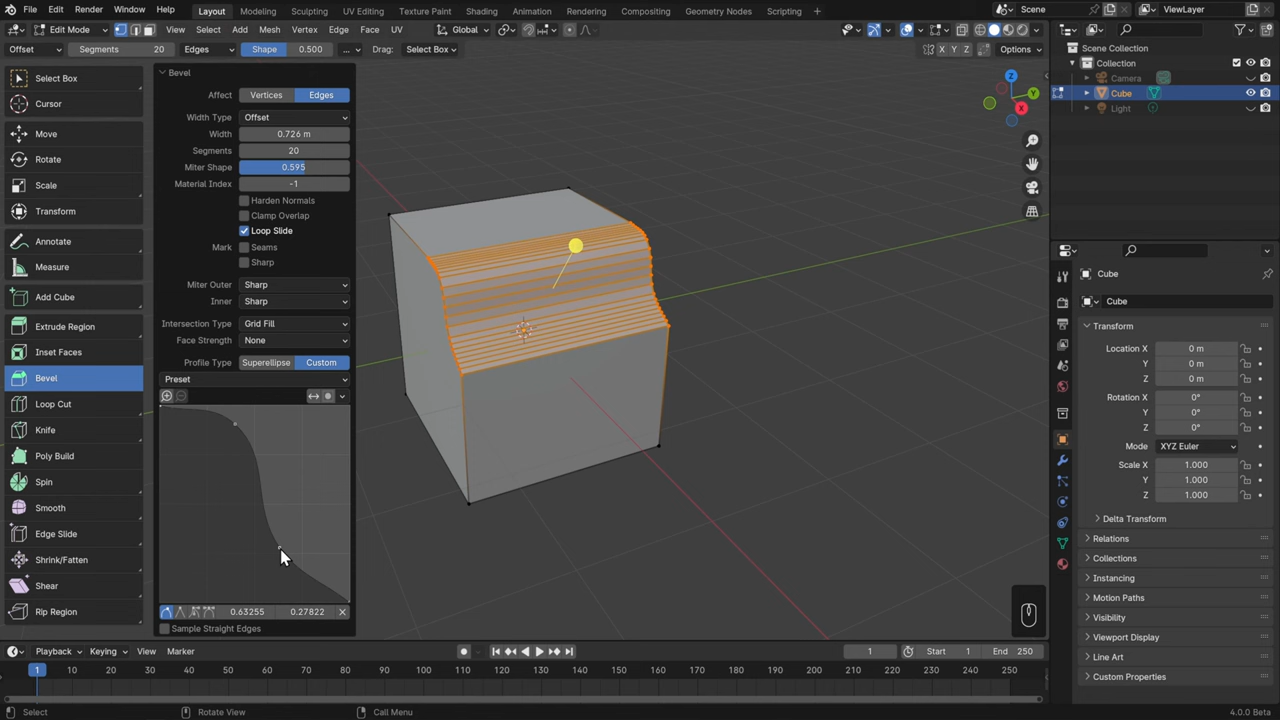 File Edit Render Window Help Layout Modeling Sculpting UV Editing Texture Paint Shading Animation Rendering Compositing Geometry Nodes Scripting Scene ViewLayer
Edit Mode View Select Add Mesh Vertex Edge Face UV Global
Offset Segments 20 Edges Shape 0.500 ... Drag: Select Box X Y Z Options
Select Box
Cursor
Move
Rotate
Scale
Transform
Annotate
Measure
Add Cube
Extrude Region
Inset Faces
Bevel
Loop Cut
Knife
Poly Build
Spin
Smooth
Edge Slide
Shrink/Fatten
Shear
Rip Region
Bevel
Affect Vertices Edges
Width Type Offset
Width 0.726 m
Segments 20
Miter Shape 0.595
Material Index -1
Harden Normals
Clamp Overlap
Loop Slide
Mark Seams
Sharp
Miter Outer Sharp
Inner Sharp
Intersection Type Grid Fill
Face Strength None
Profile Type Superellipse Custom
Preset
0.63255 0.27822
Sample Straight Edges
Z
Y
X
Scene Collection
Collection
Camera
Cube
Light
Cube
Cube
Transform
Location X 0 m
Y 0 m
Z 0 m
Rotation X 0°
Y 0°
Z 0°
Mode XYZ Euler
Scale X 1.000
Y 1.000
Z 1.000
Delta Transform
Relations
Collections
Instancing
Motion Paths
Visibility
Viewport Display
Line Art
Custom Properties
Playback Keying View Marker 1 Start 1 End 250
1 10 20 30 40 50 60 70 80 90 100 110 120 130 140 150 160 170 180 190 200 210 220 230 240 250
Select Rotate View Call Menu 4.0.0 Beta